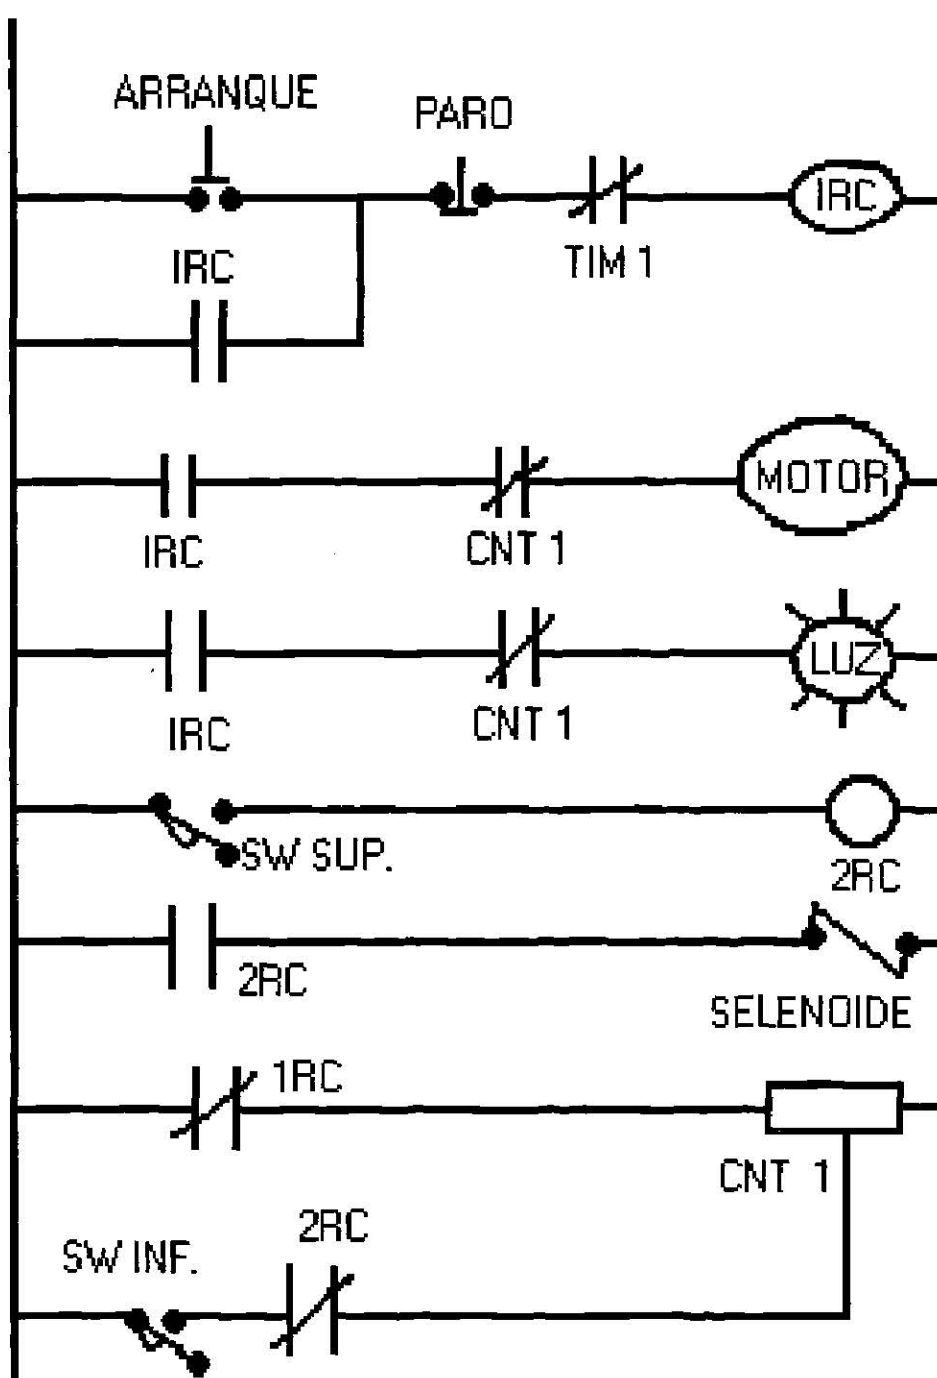 ARRANQUE
PARO
IRC
TIM 1
IRC
MOTOR
IRC
CNT 1
LUZ
IRC
CNT 1
SW SUP.
2RC
2RC
SELENOIDE
1RC
CNT 1
2RC
SW INF.